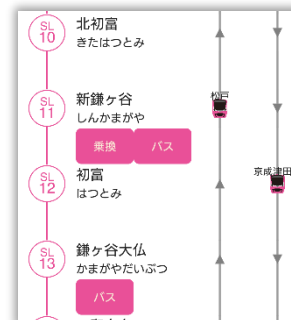 SL
10
北初富
きたはつとみ
SL
11
新鎌ヶ谷
しんかまがや
乗換
バス
松戸
SL
12
初富
はつとみ
京成津田
SL
13
鎌ヶ谷大仏
かまがやだいぶつ
バス